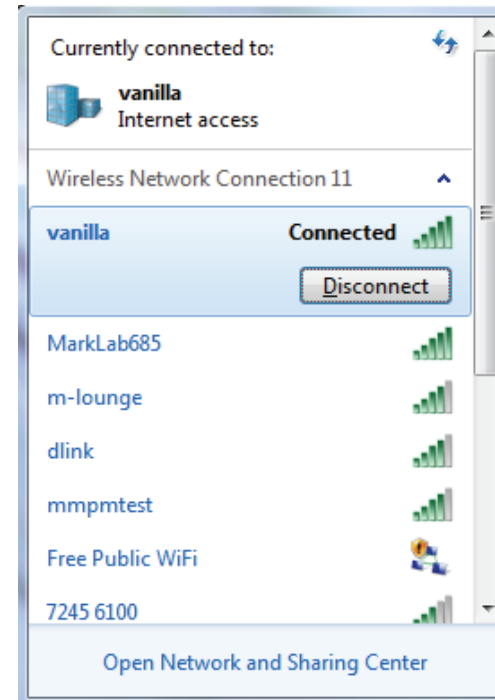 Currently connected to:
vanilla
Internet access
Wireless Network Connection 11
vanilla Connected
Disconnect
MarkLab685
m-lounge
dlink
mmpmtest
Free Public WiFi
7245 6100
Open Network and Sharing Center